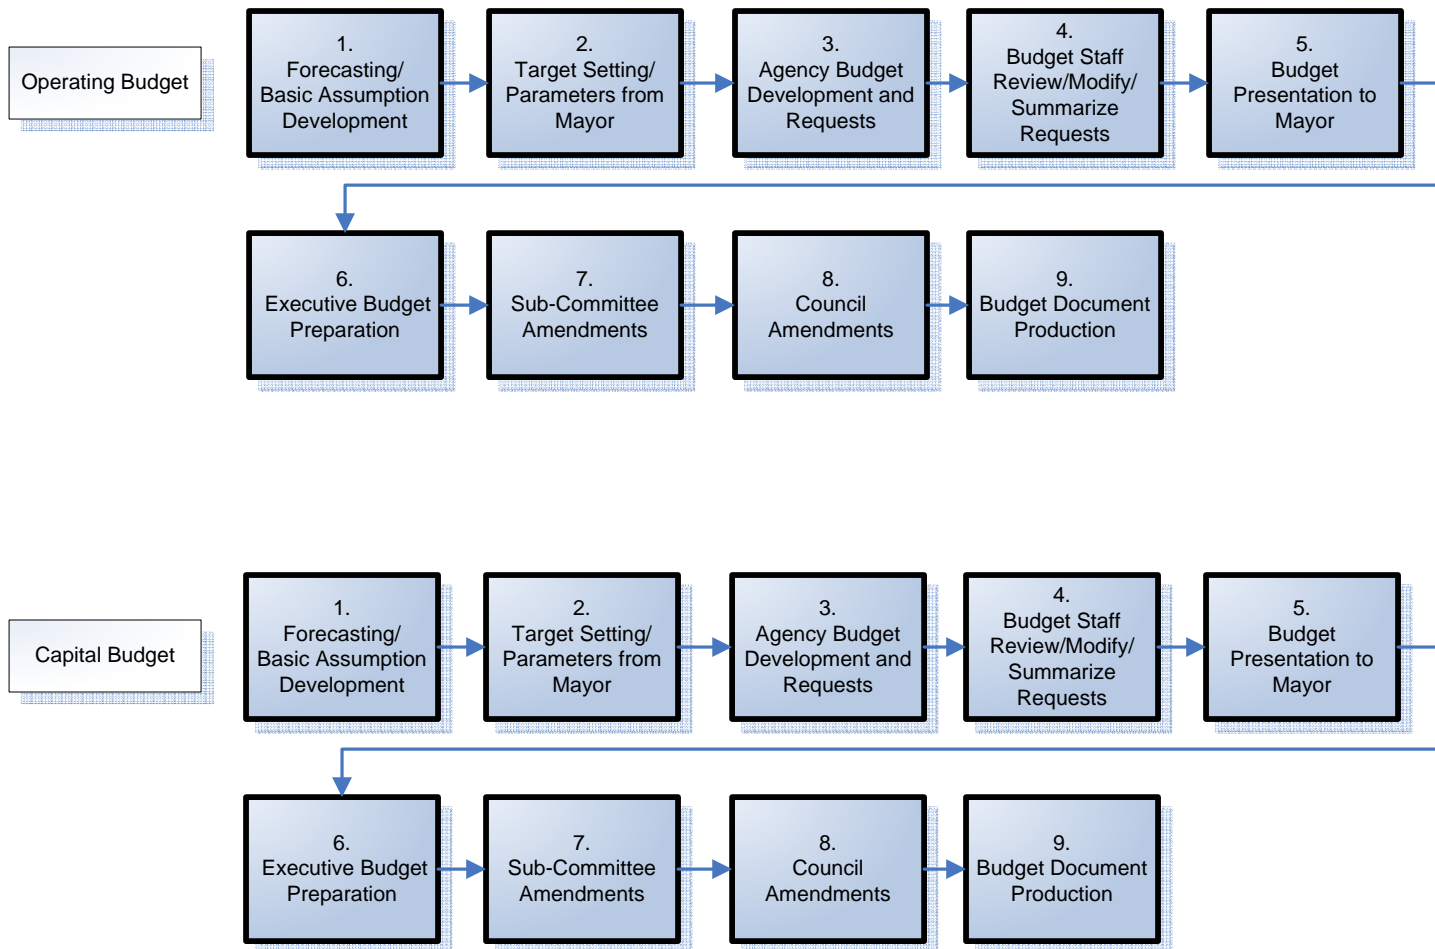 Operating Budget
1.
Forecasting/
Basic Assumption
Development
2.
Target Setting/
Parameters from
Mayor
3.
Agency Budget
Development and
Requests
4.
Budget Staff
Review/Modify/
Summarize
Requests
5.
Budget
Presentation to
Mayor
6.
Executive Budget
Preparation
7.
Sub-Committee
Amendments
8.
Council
Amendments
9.
Budget Document
Production
Capital Budget
1.
Forecasting/
Basic Assumption
Development
2.
Target Setting/
Parameters from
Mayor
3.
Agency Budget
Development and
Requests
4.
Budget Staff
Review/Modify/
Summarize
Requests
5.
Budget
Presentation to
Mayor
6.
Executive Budget
Preparation
7.
Sub-Committee
Amendments
8.
Council
Amendments
9.
Budget Document
Production